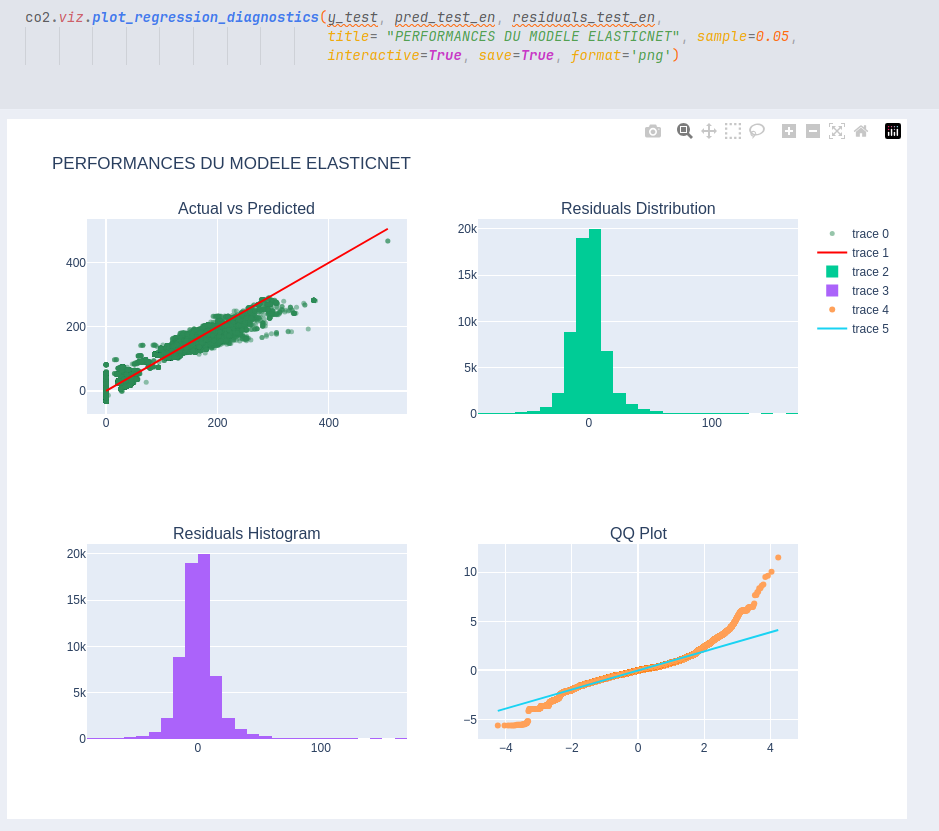 co2.viz.plot_regression_diagnostics(y_test, pred_test_en, residuals_test_en,
title= "PERFORMANCES DU MODELE ELASTICNET", sample=0.05,
interactive=True, save=True, format='png')
PERFORMANCES DU MODELE ELASTICNET
Actual vs Predicted
400
200
0
0 200 400
Residuals Distribution
20k
15k
10k
5k
0
0 100
trace 0
trace 1
trace 2
trace 3
trace 4
trace 5
Residuals Histogram
20k
15k
10k
5k
0
0 100
QQ Plot
10
5
0
−5
−4 −2 0 2 4